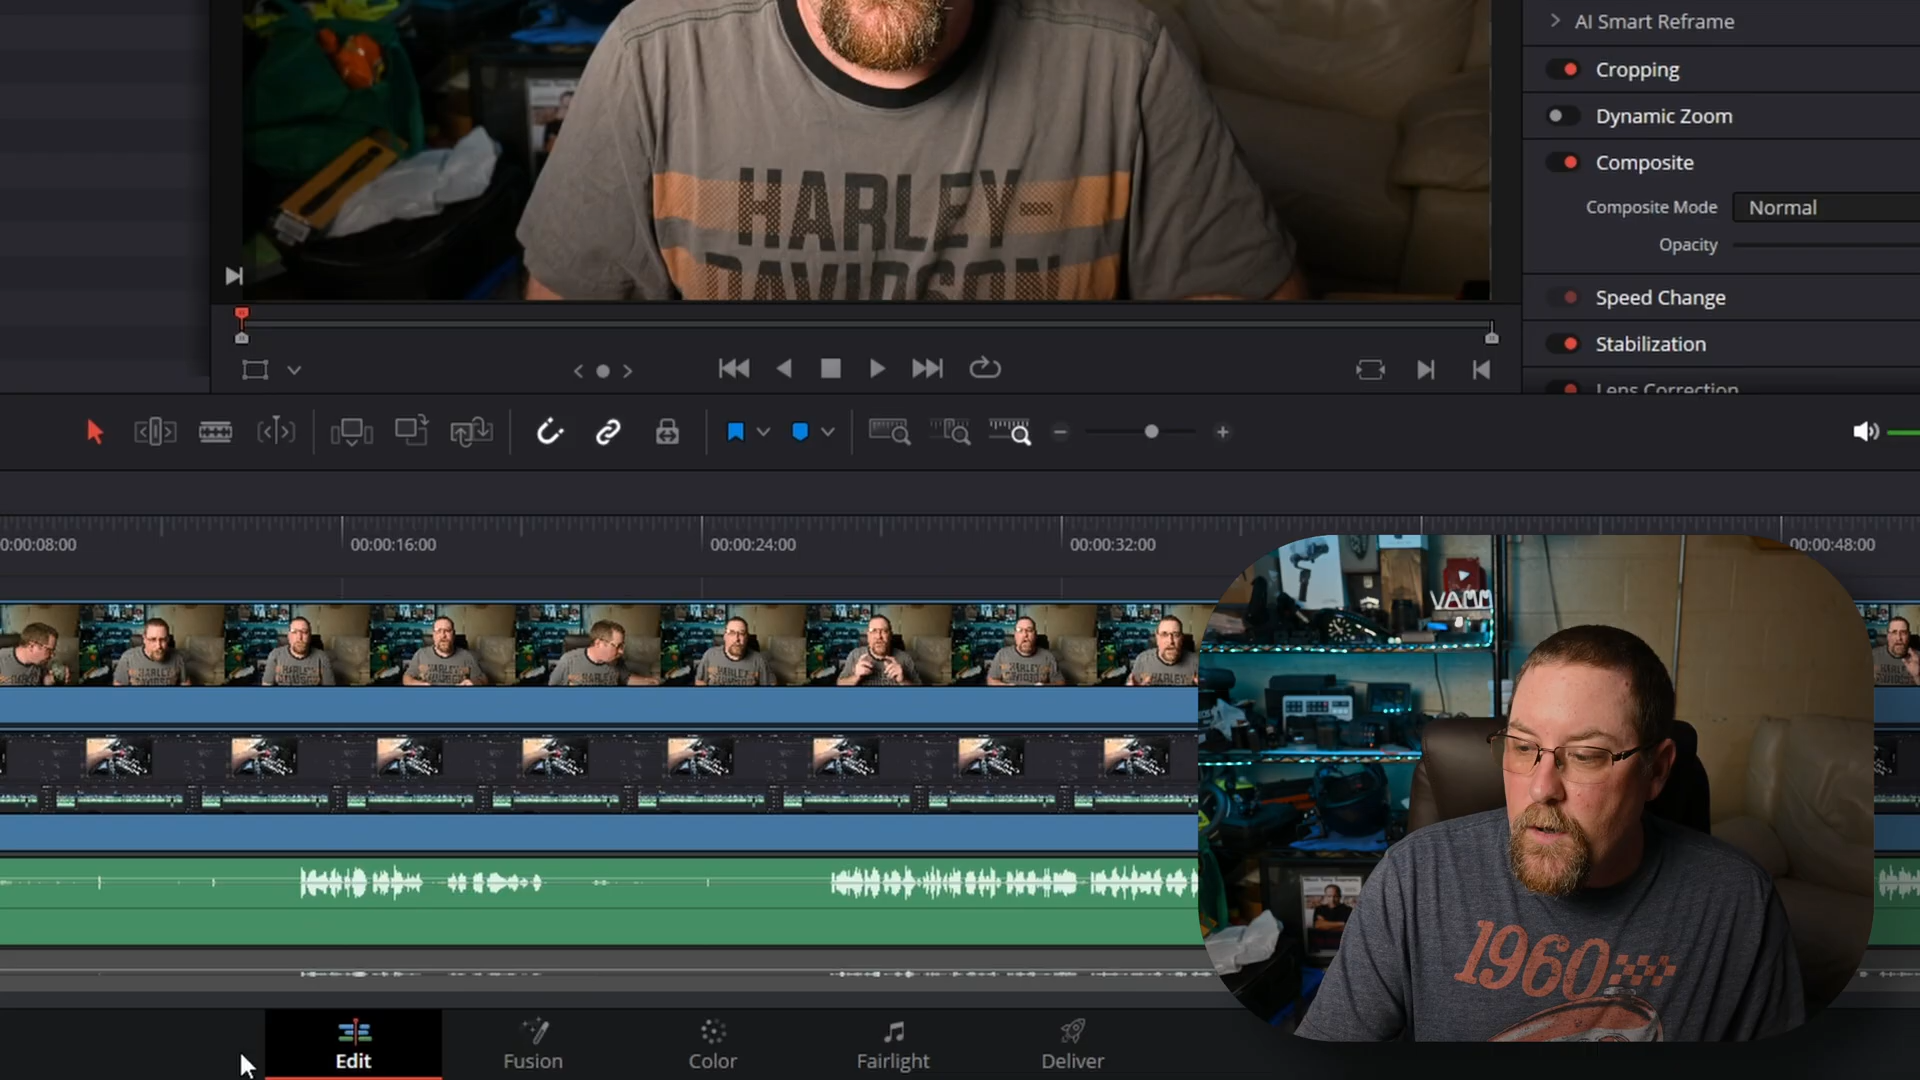 AI Smart Reframe
Cropping
Dynamic Zoom
Composite
Composite Mode Normal
Opacity
Speed Change
Stabilization
Lens Correction
HARLEY-
DAVIDSON
0:00:08:00
00:00:16:00
00:00:24:00
00:00:32:00
00:00:48:00
VAMM
1960
Edit
Fusion
Color
Fairlight
Deliver